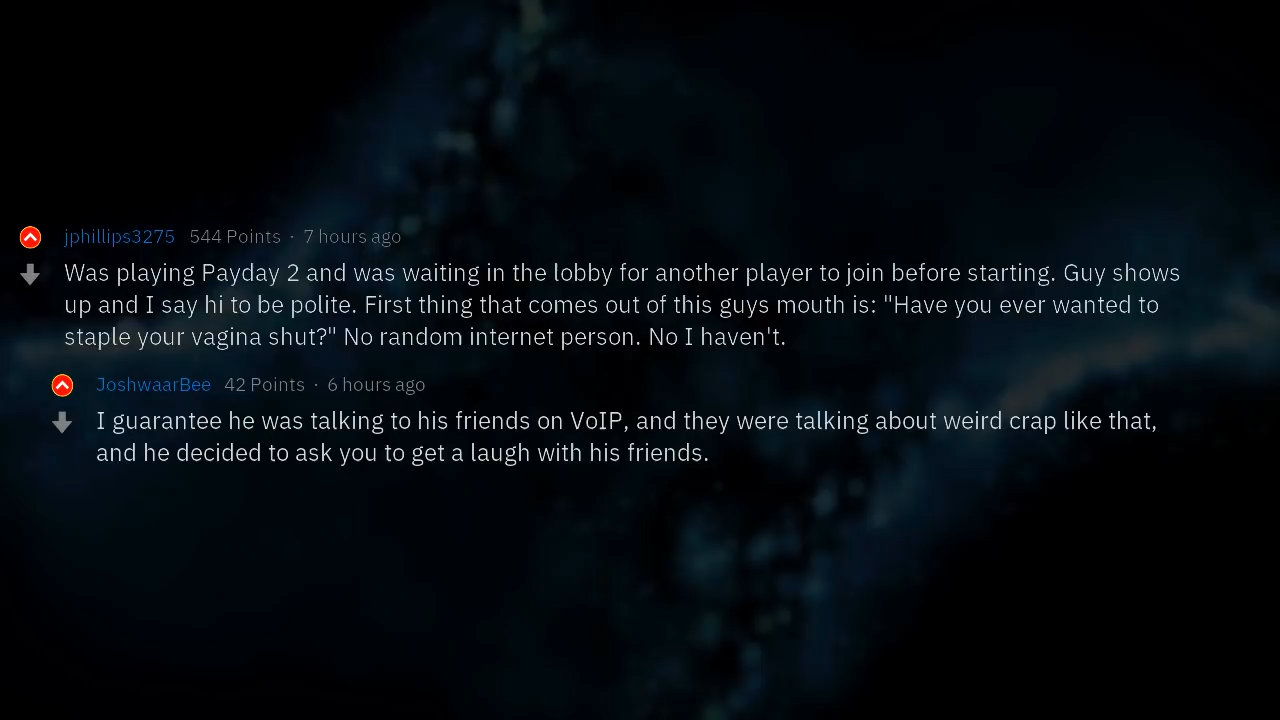 jphillips3275 544 Points · 7 hours ago
Was playing Payday 2 and was waiting in the lobby for another player to join before starting. Guy shows
up and I say hi to be polite. First thing that comes out of this guys mouth is: "Have you ever wanted to
staple your vagina shut?" No random internet person. No I haven't.
JoshwaarBee 42 Points · 6 hours ago
I guarantee he was talking to his friends on VoIP, and they were talking about weird crap like that,
and he decided to ask you to get a laugh with his friends.